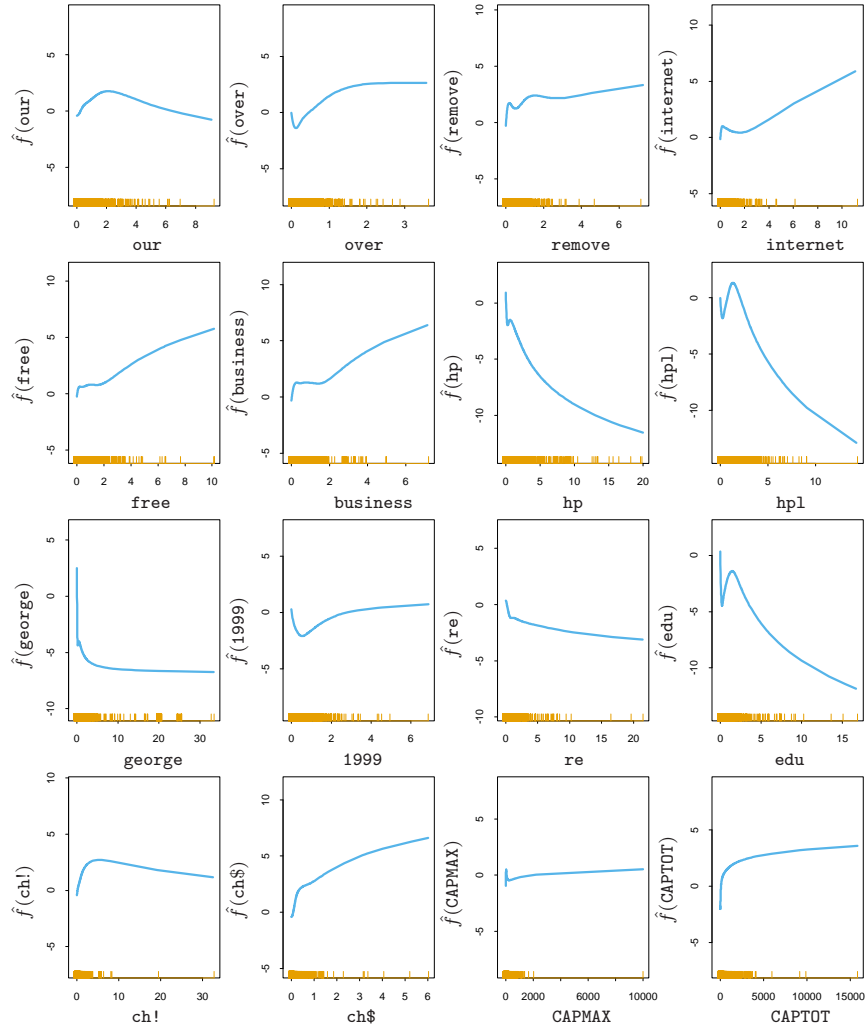 f̂(our) -5 0 5 0 2 4 6 8 our
f̂(over) -5 0 5 0 1 2 3 over
f̂(remove) -5 0 5 10 0 2 4 6 remove
f̂(internet) -5 0 5 10 0 2 4 6 8 10 internet
f̂(free) -5 0 5 10 0 2 4 6 8 10 free
f̂(business) -5 0 5 10 0 2 4 6 business
f̂(hp) -10 -5 0 0 5 10 15 20 hp
f̂(hpl) -10 -5 0 0 5 10 hpl
f̂(george) -10 -5 0 5 0 10 20 30 george
f̂(1999) -5 0 5 0 2 4 6 1999
f̂(re) -10 -5 0 5 0 5 10 15 20 re
f̂(edu) -10 -5 0 0 5 10 15 edu
f̂(ch!) -5 0 5 0 10 20 30 ch!
f̂(ch$) -5 0 5 10 0 1 2 3 4 5 6 ch$
f̂(CAPMAX) -5 0 5 0 2000 6000 10000 CAPMAX
f̂(CAPTOT) -5 0 5 0 5000 10000 15000 CAPTOT